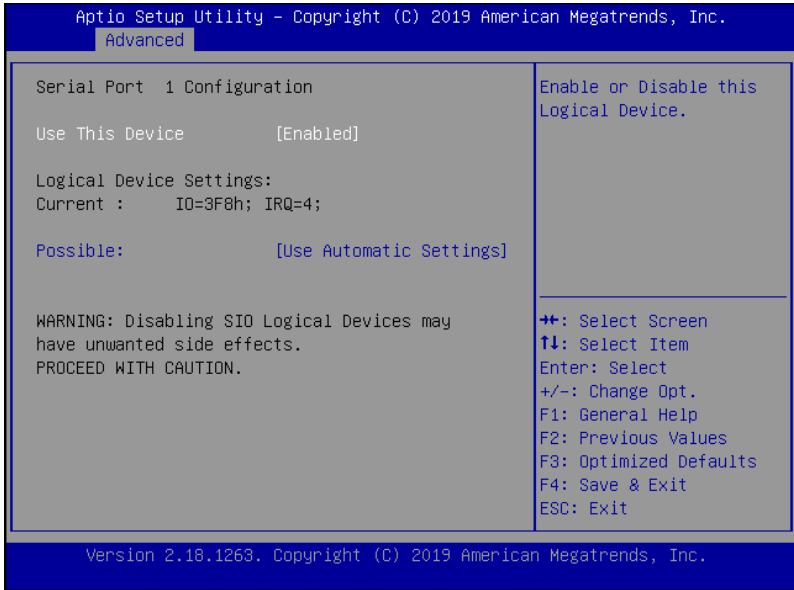 Aptio Setup Utility – Copyright (C) 2019 American Megatrends, Inc.
Advanced
Serial Port 1 Configuration
Use This Device [Enabled]
Logical Device Settings:
Current : IO=3F8h; IRQ=4;
Possible: [Use Automatic Settings]
WARNING: Disabling SIO Logical Devices may
have unwanted side effects.
PROCEED WITH CAUTION.
Enable or Disable this
Logical Device.
→←: Select Screen
↑↓: Select Item
Enter: Select
+/-: Change Opt.
F1: General Help
F2: Previous Values
F3: Optimized Defaults
F4: Save & Exit
ESC: Exit
Version 2.18.1263. Copyright (C) 2019 American Megatrends, Inc.